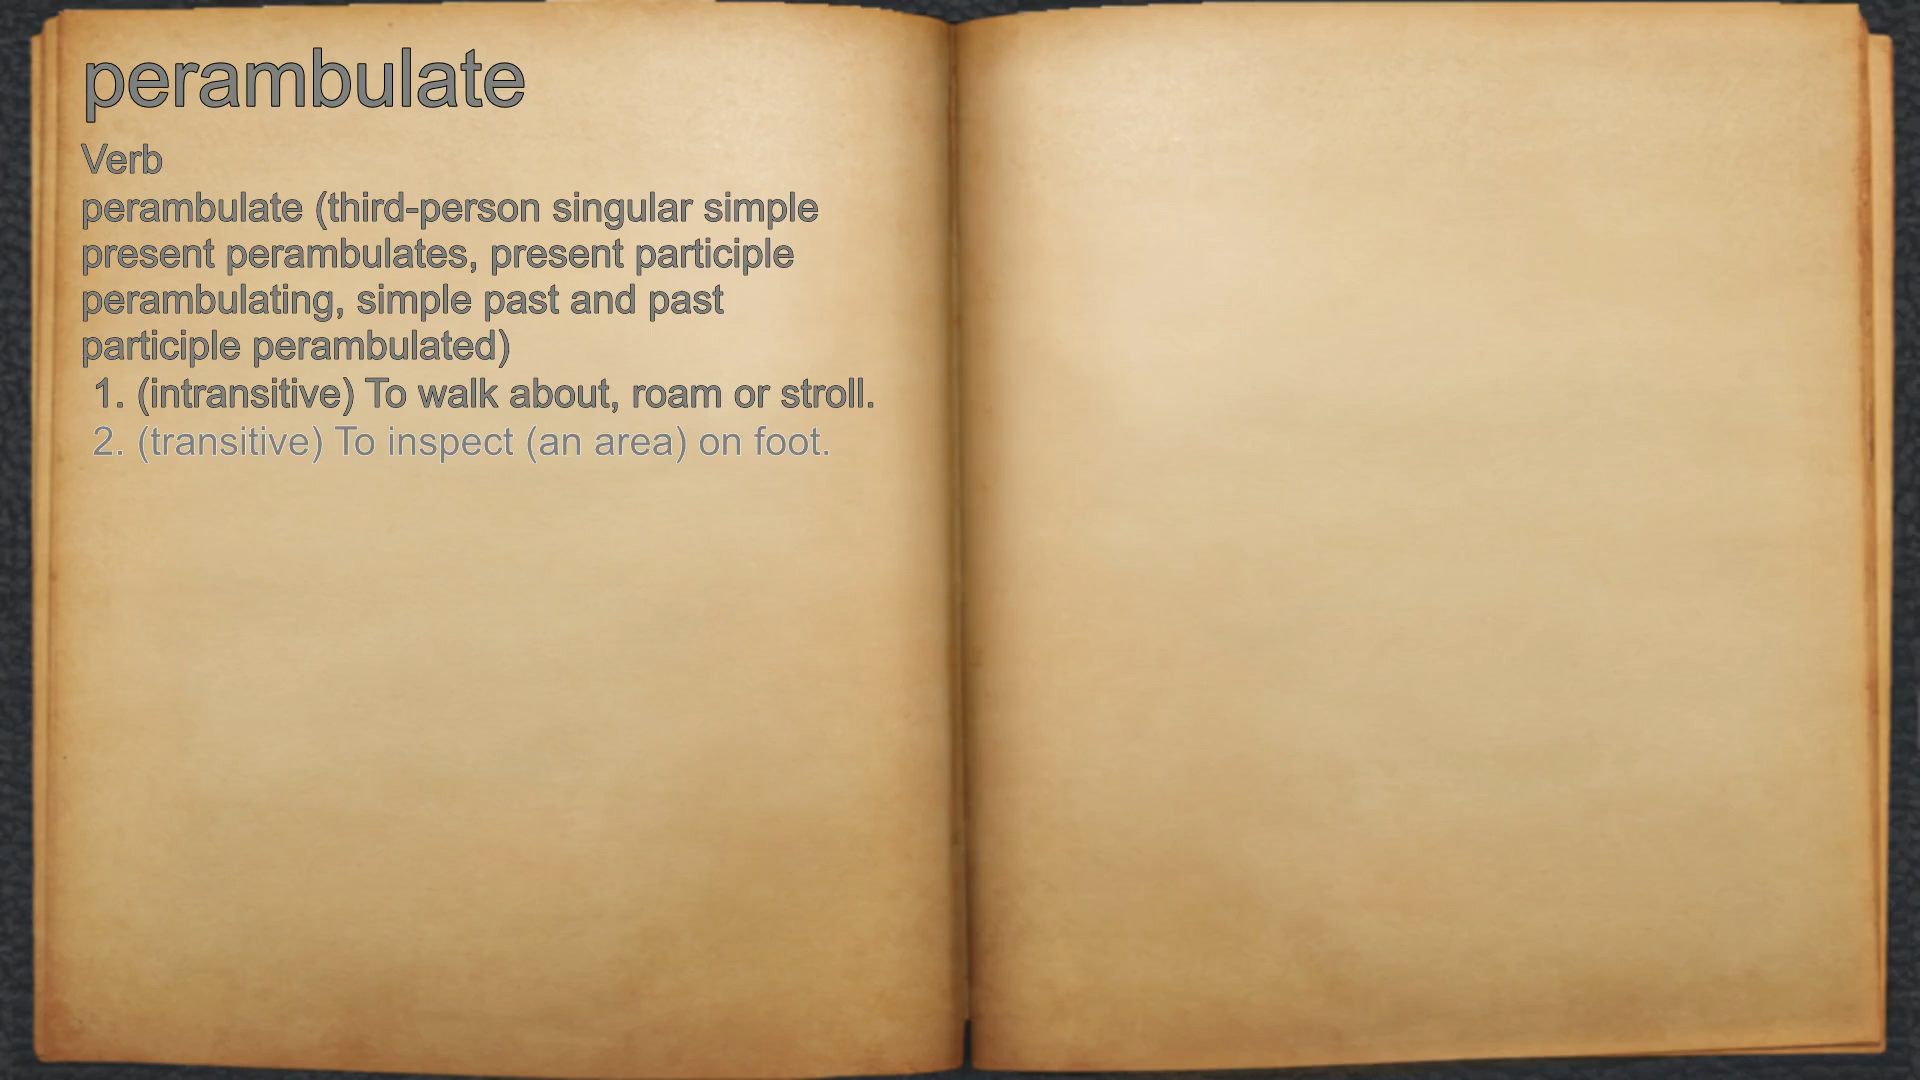 perambulate
Verb
perambulate (third-person singular simple
present perambulates, present participle
perambulating, simple past and past
participle perambulated)
1. (intransitive) To walk about, roam or stroll.
2. (transitive) To inspect (an area) on foot.